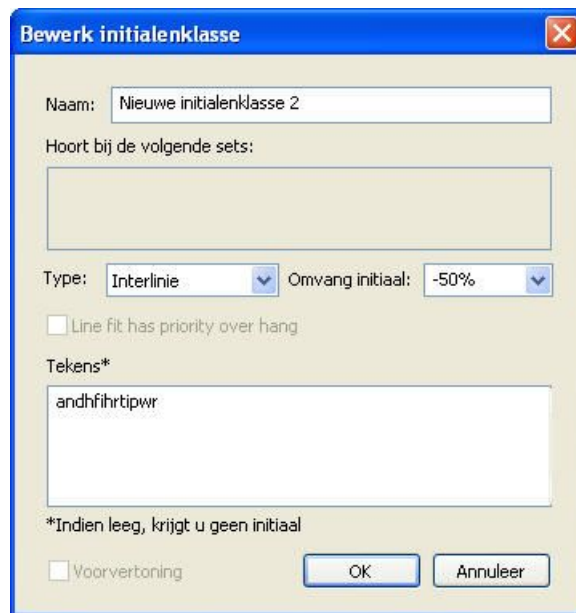 Bewerk initialenklasse
Naam: Nieuwe initialenklasse 2
Hoort bij de volgende sets:
Type: Interlinie Omvang initiaal: -50%
Line fit has priority over hang
Tekens*
andhfihrtipwr
*Indien leeg, krijgt u geen initiaal
Voorvertoning OK Annuleer